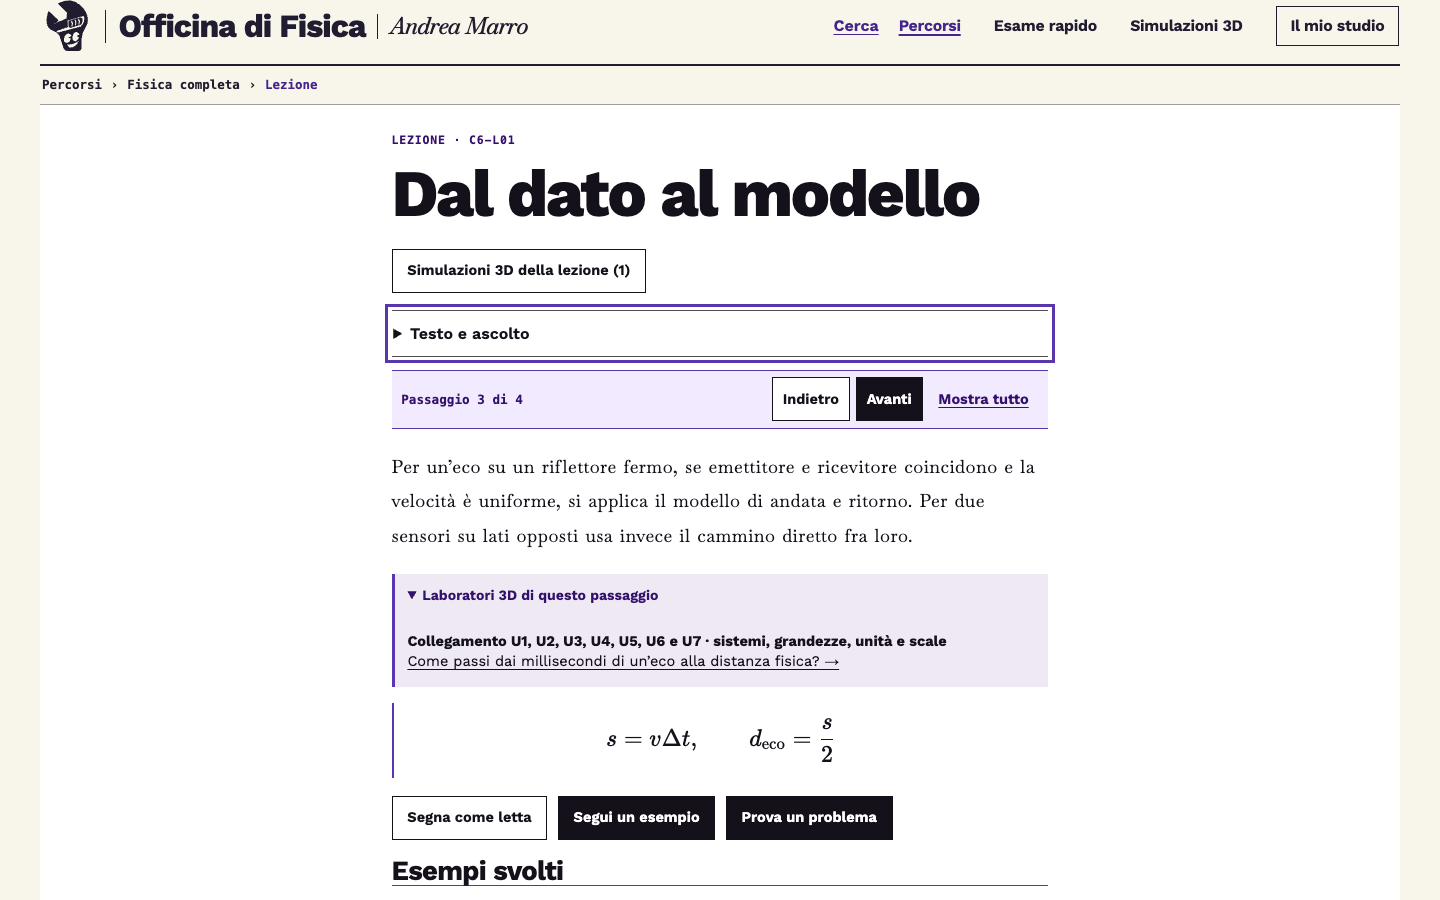 Officina di Fisica
Andrea Marro
Cerca
Percorsi
Esame rapido
Simulazioni 3D
Il mio studio
Percorsi › Fisica completa › Lezione
LEZIONE · C6–L01
Dal dato al modello
Simulazioni 3D della lezione (1)
▶ Testo e ascolto
Passaggio 3 di 4
Indietro
Avanti
Mostra tutto
Per un’eco su un riflettore fermo, se emettitore e ricevitore coincidono e la
velocità è uniforme, si applica il modello di andata e ritorno. Per due
sensori su lati opposti usa invece il cammino diretto fra loro.
▼ Laboratori 3D di questo passaggio
Collegamento U1, U2, U3, U4, U5, U6 e U7 · sistemi, grandezze, unità e scale
Come passi dai millisecondi di un’eco alla distanza fisica? →
s = vΔt,  d_eco = s/2
Segna come letta
Segui un esempio
Prova un problema
Esempi svolti